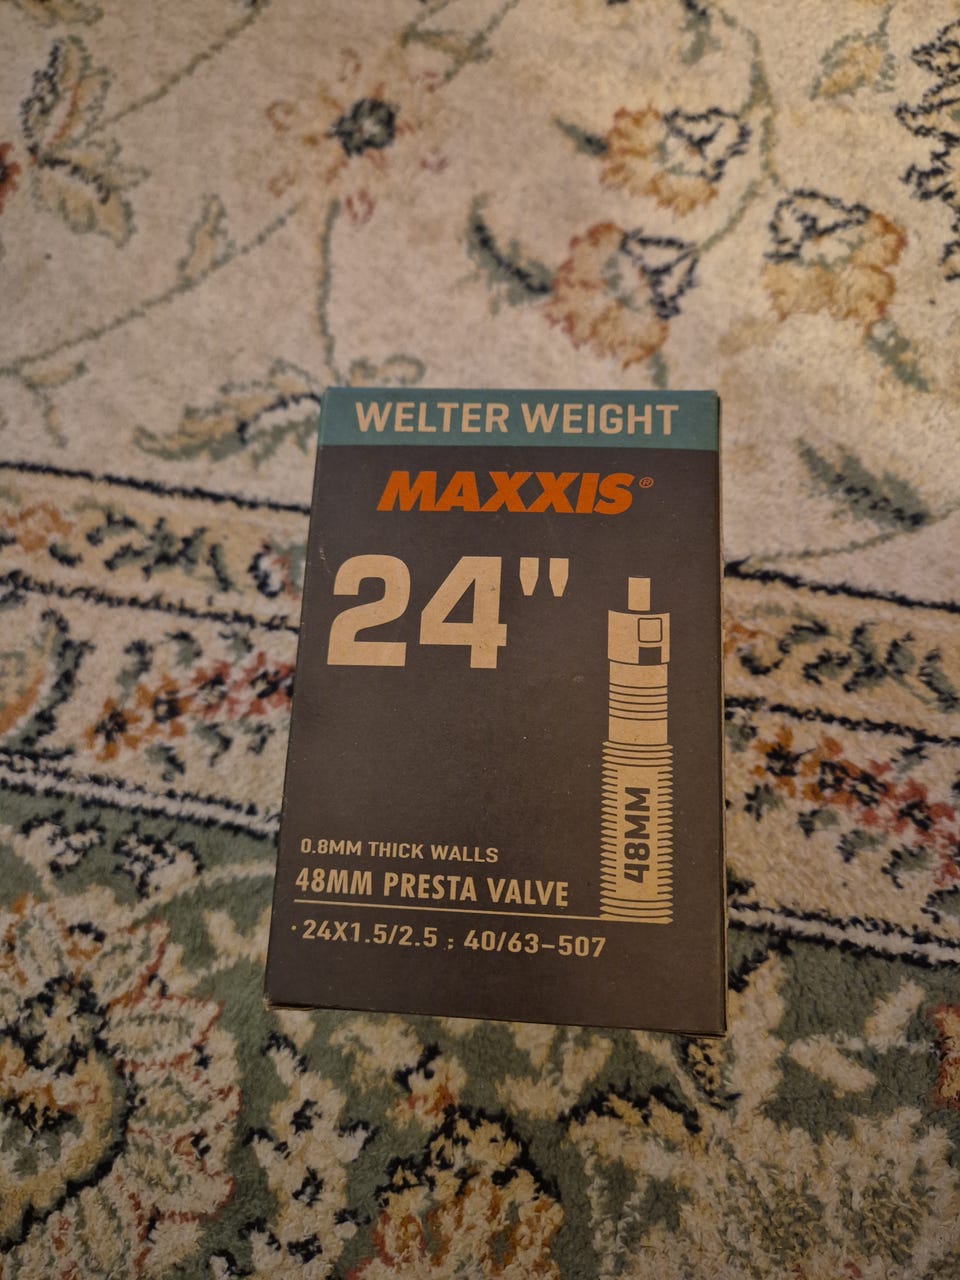 WELTER WEIGHT
MAXXIS®
24"
48MM
0.8MM THICK WALLS
48MM PRESTA VALVE
· 24X1.5/2.5 ; 40/63–507